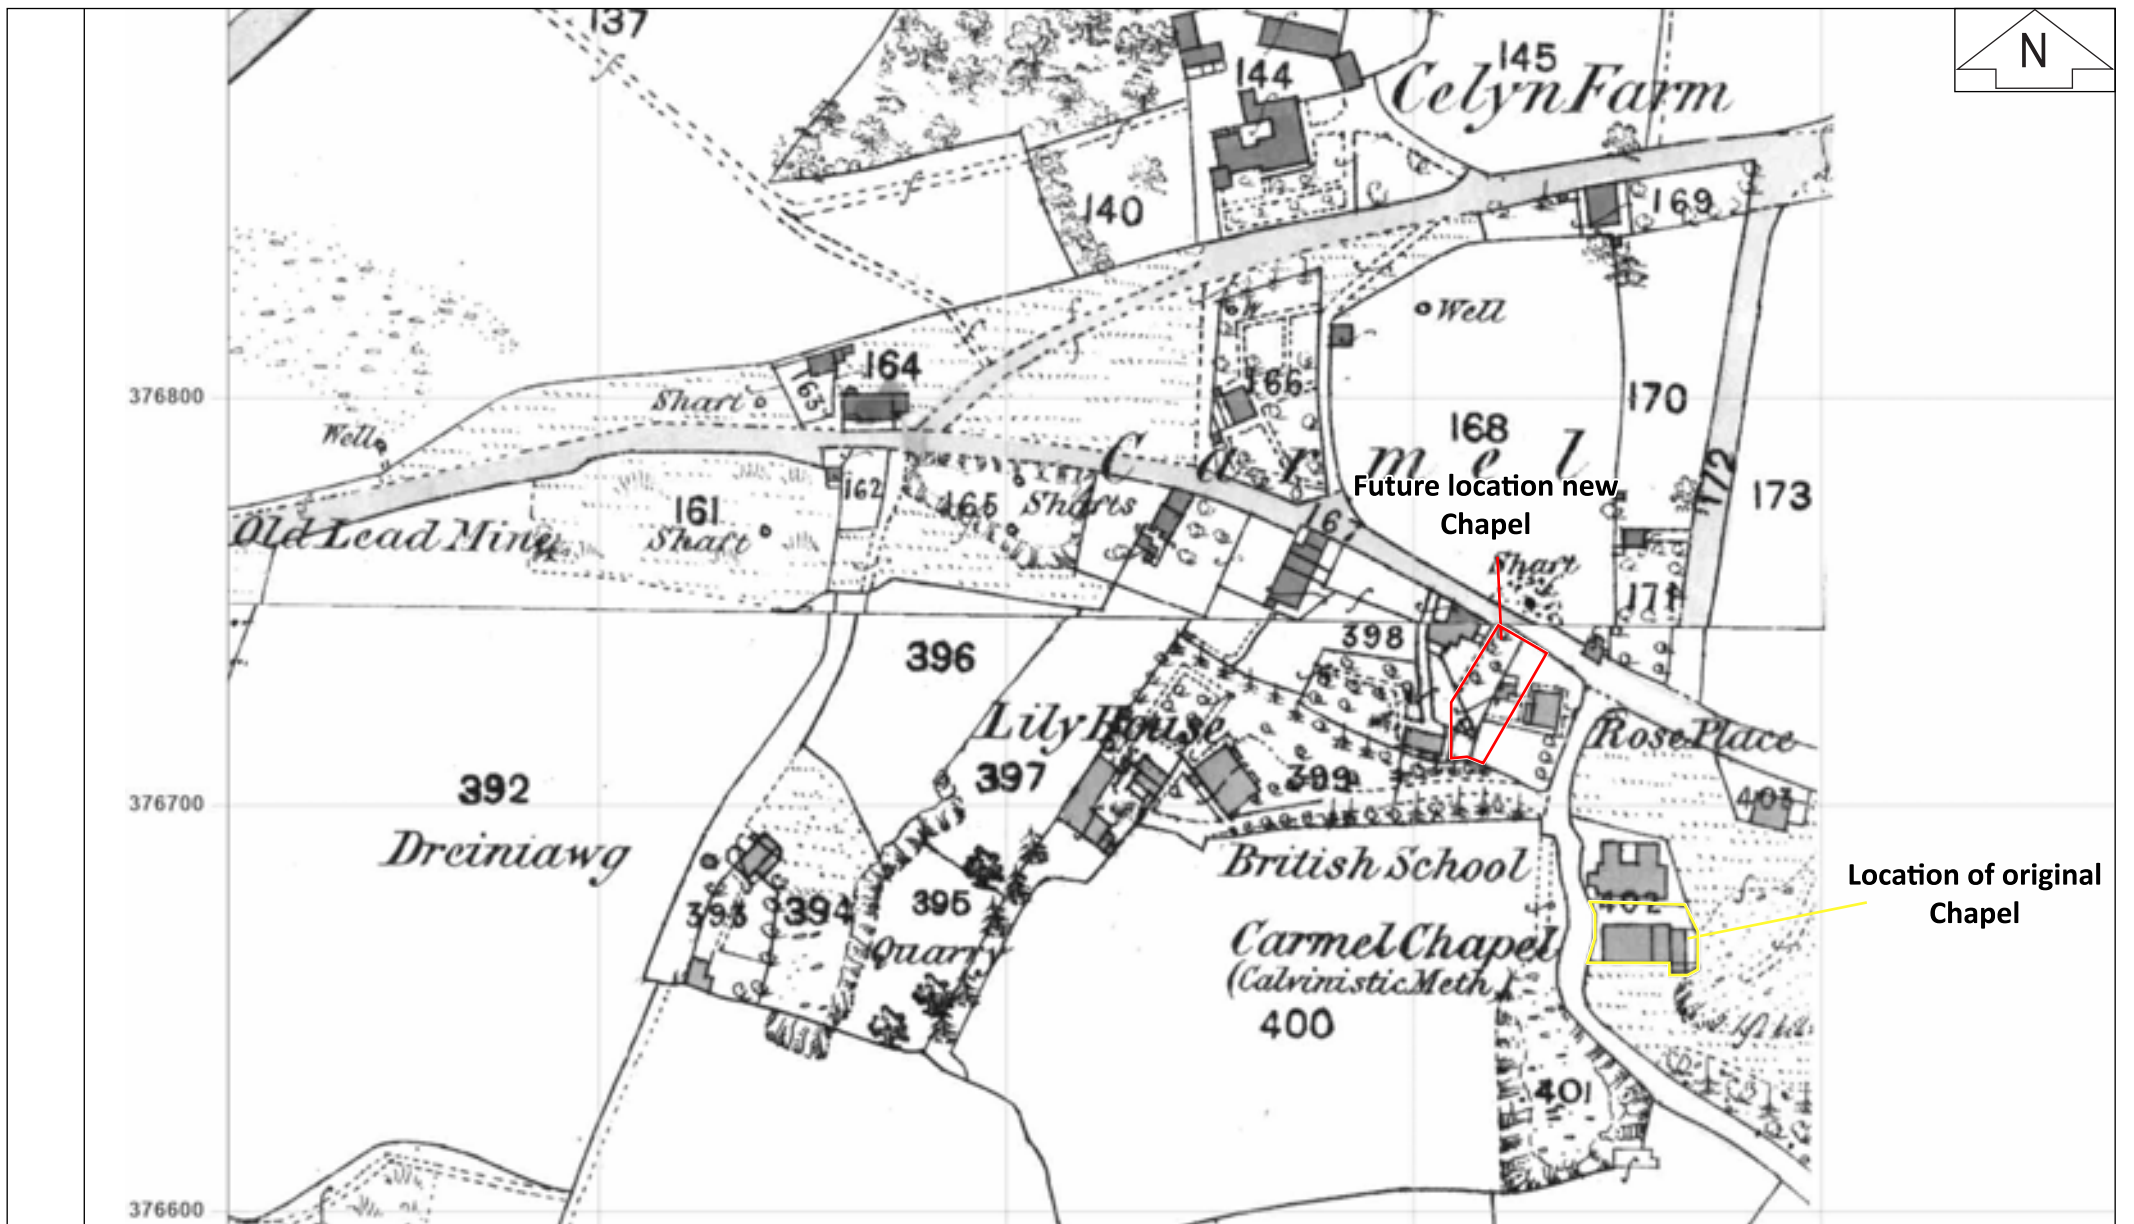 137
N
145
144
Celyn Farm
140
169
Well
164
163
166
376800
Shaft
170
Well
168
Carmel
172
162
Future location new
Chapel
173
161
165
Shafts
Shaft
167
Old Lead Mine
Shaft
171
398
396
Lily House
Rose Place
397
399
392
403
376700
Dreiniawg
British School
Location of original
Chapel
402
395
393
394
Carmel Chapel
Quarry
(Calvinistic Meth.)
400
401
376600